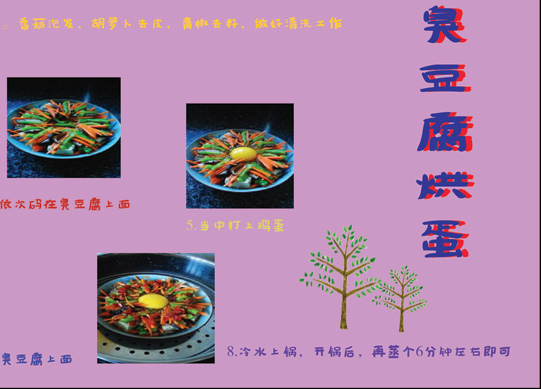 臭豆腐烘蛋
。香菇泡发，胡萝卜去皮，青椒去籽，做好清洗工作
依次码在臭豆腐上面
5.当中打上鸡蛋
臭豆腐上面
8.冷水上锅，开锅后，再蒸个6分钟左右即可